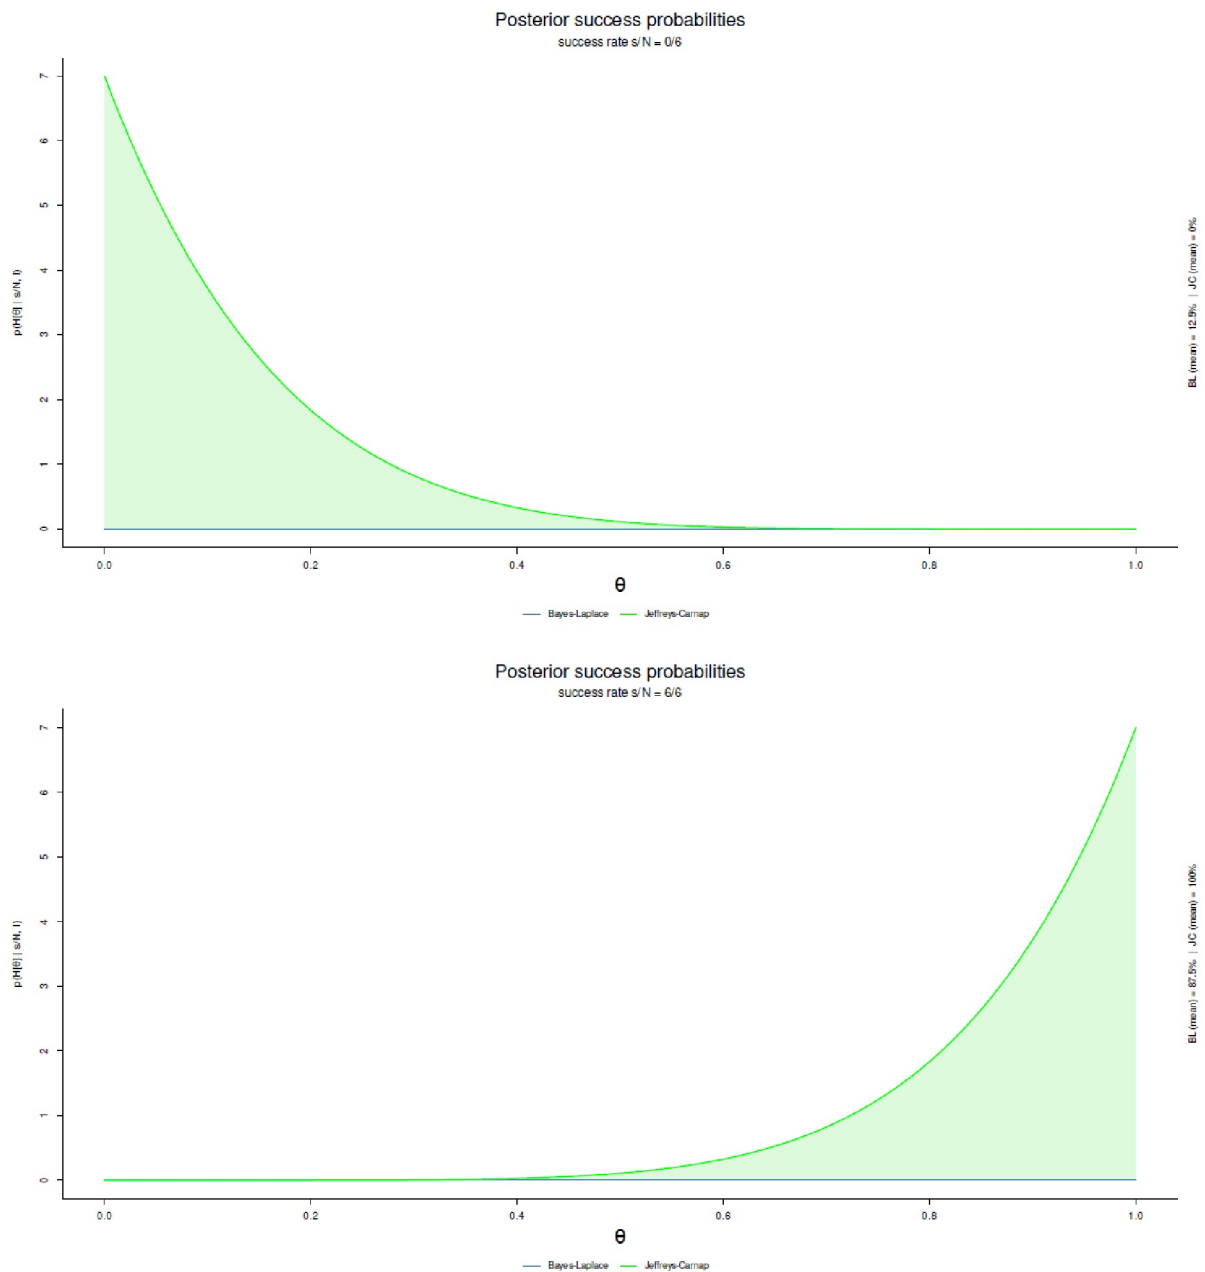 Posterior success probabilities
success rate s/N = 0/6
7
6
5
4
3
2
1
0
p(H[θ] | s/N, I)
BL (mean) = 12.5% | JC (mean) = 0%
0.0 0.2 0.4 0.6 0.8 1.0
θ
Bayes-Laplace Jeffreys-Carnap
Posterior success probabilities
success rate s/N = 6/6
7
6
5
4
3
2
1
0
p(H[θ] | s/N, I)
BL (mean) = 87.5% | JC (mean) = 100%
0.0 0.2 0.4 0.6 0.8 1.0
θ
Bayes-Laplace Jeffreys-Carnap